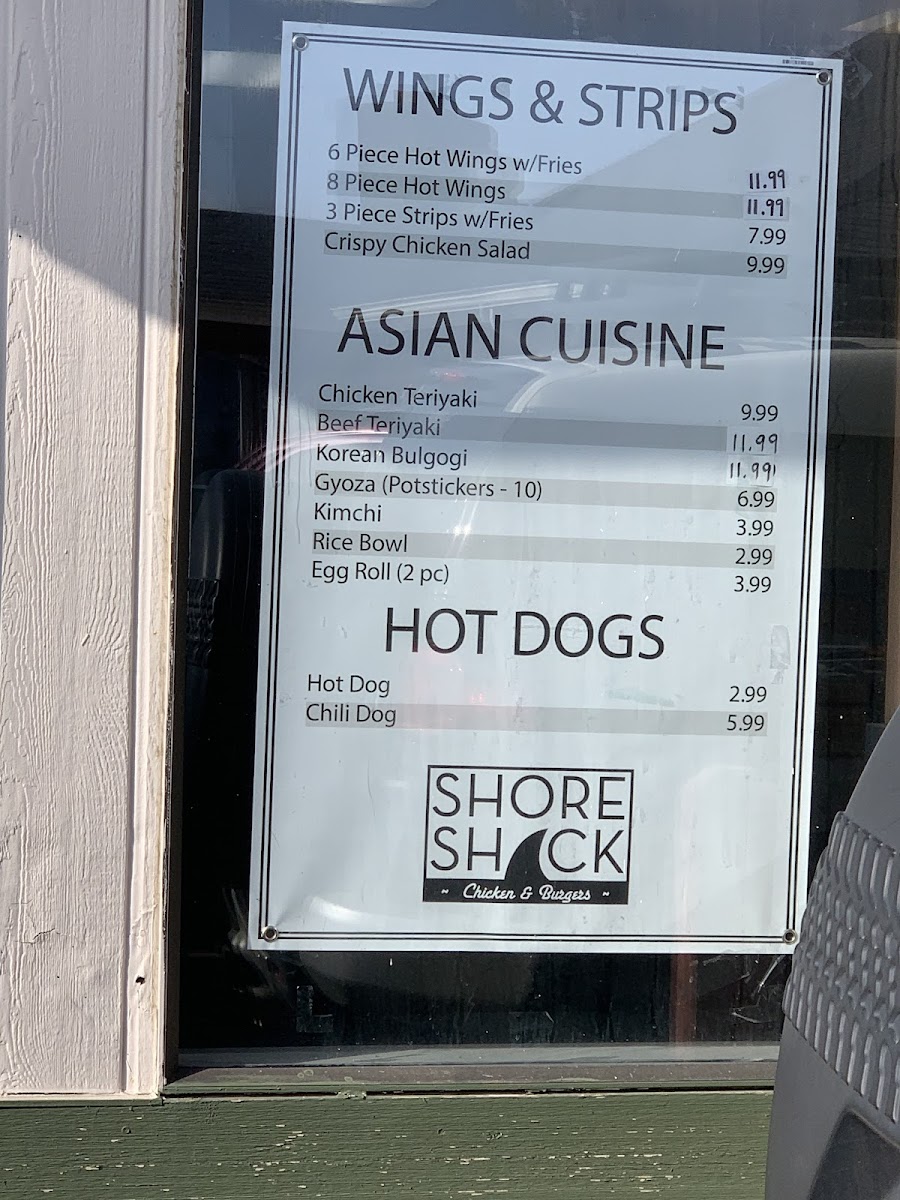 WINGS & STRIPS
6 Piece Hot Wings w/Fries 11.99
8 Piece Hot Wings 11.99
3 Piece Strips w/Fries 7.99
Crispy Chicken Salad 9.99
ASIAN CUISINE
Chicken Teriyaki 9.99
Beef Teriyaki 11.99
Korean Bulgogi 11.99
Gyoza (Potstickers - 10) 6.99
Kimchi 3.99
Rice Bowl 2.99
Egg Roll (2 pc) 3.99
HOT DOGS
Hot Dog 2.99
Chili Dog 5.99
SHORE
SHACK
~ Chicken & Burgers ~